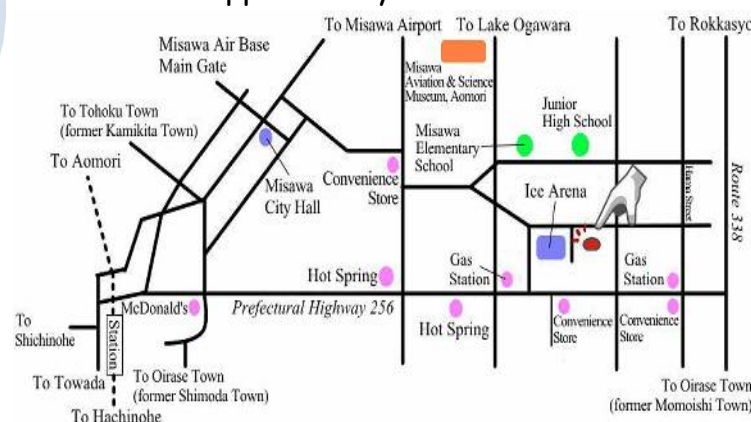 To Misawa Airport
To Lake Ogawara
To Rokkasyo
Misawa Air Base
Main Gate
Misawa
Aviation & Science
Museum, Aomori
To Tohoku Town
(former Kamikita Town)
Junior
High School
Misawa
Elementary
School
To Aomori
Misawa
City Hall
Convenience
Store
Ice Arena
Route 338
Hot Spring
Gas
Station
Gas
Station
McDonald's
Prefectural Highway 256
To
Shichinohe
Station
Hot Spring
Convenience
Store
Convenience
Store
To Towada
To Oirase Town
(former Shimoda Town)
To Oirase Town
(former Momoishi Town)
To Hachinohe